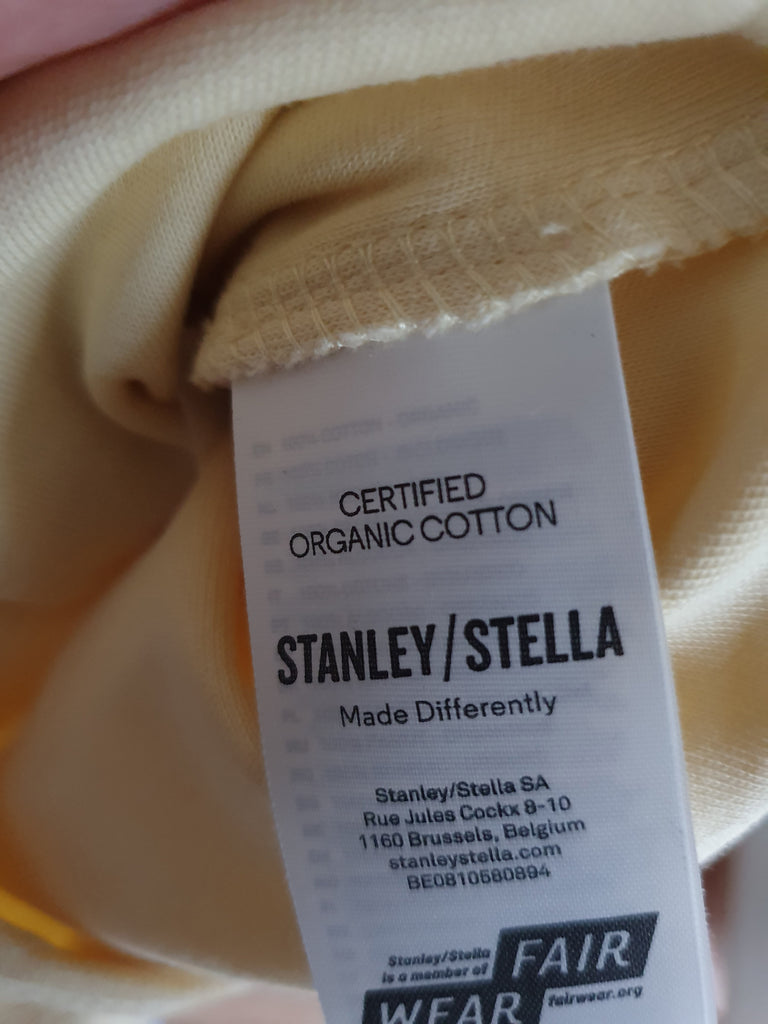 CERTIFIED
ORGANIC COTTON
STANLEY/STELLA
Made Differently
Stanley/Stella SA
Rue Jules Cockx 8-10
1160 Brussels, Belgium
stanleystella.com
BE0810580894
Stanley/Stella
is a member of
FAIR
WEAR
fairwear.org